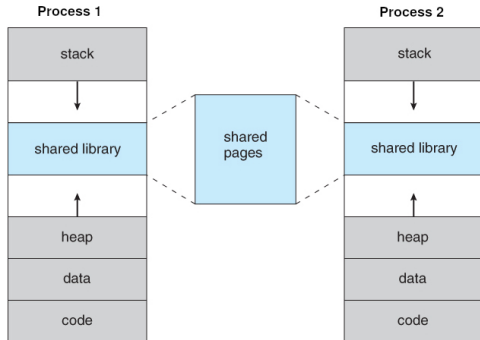 Process 1
Process 2
stack
stack
shared library
shared
pages
shared library
heap
heap
data
data
code
code